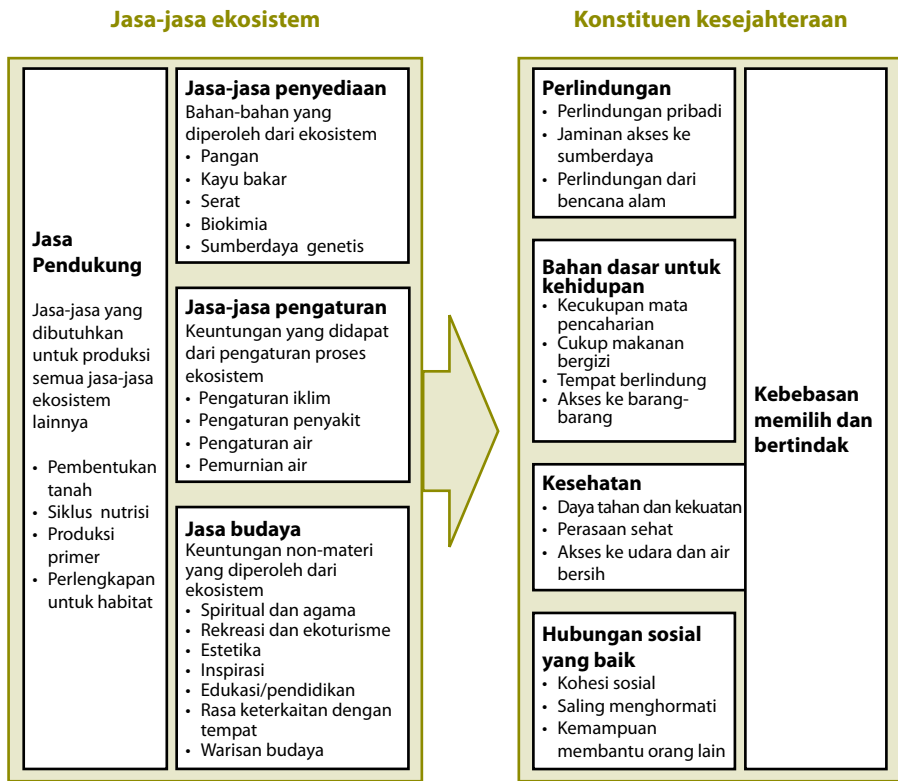 Jasa-jasa ekosistem
Jasa
Pendukung
Jasa-jasa yang
dibutuhkan
untuk produksi
semua jasa-jasa
ekosistem
lainnya
• Pembentukan
tanah
• Siklus nutrisi
• Produksi
primer
• Perlengkapan
untuk habitat
Jasa-jasa penyediaan
Bahan-bahan yang
diperoleh dari ekosistem
• Pangan
• Kayu bakar
• Serat
• Biokimia
• Sumberdaya genetis
Jasa-jasa pengaturan
Keuntungan yang didapat
dari pengaturan proses
ekosistem
• Pengaturan iklim
• Pengaturan penyakit
• Pengaturan air
• Pemurnian air
Jasa budaya
Keuntungan non-materi
yang diperoleh dari
ekosistem
• Spiritual dan agama
• Rekreasi dan ekoturisme
• Estetika
• Inspirasi
• Edukasi/pendidikan
• Rasa keterkaitan dengan
tempat
• Warisan budaya
Konstituen kesejahteraan
Perlindungan
• Perlindungan pribadi
• Jaminan akses ke
sumberdaya
• Perlindungan dari
bencana alam
Bahan dasar untuk
kehidupan
• Kecukupan mata
pencaharian
• Cukup makanan
bergizi
• Tempat berlindung
• Akses ke barang-
barang
Kesehatan
• Daya tahan dan kekuatan
• Perasaan sehat
• Akses ke udara dan air
bersih
Hubungan sosial
yang baik
• Kohesi sosial
• Saling menghormati
• Kemampuan
membantu orang lain
Kebebasan
memilih dan
bertindak